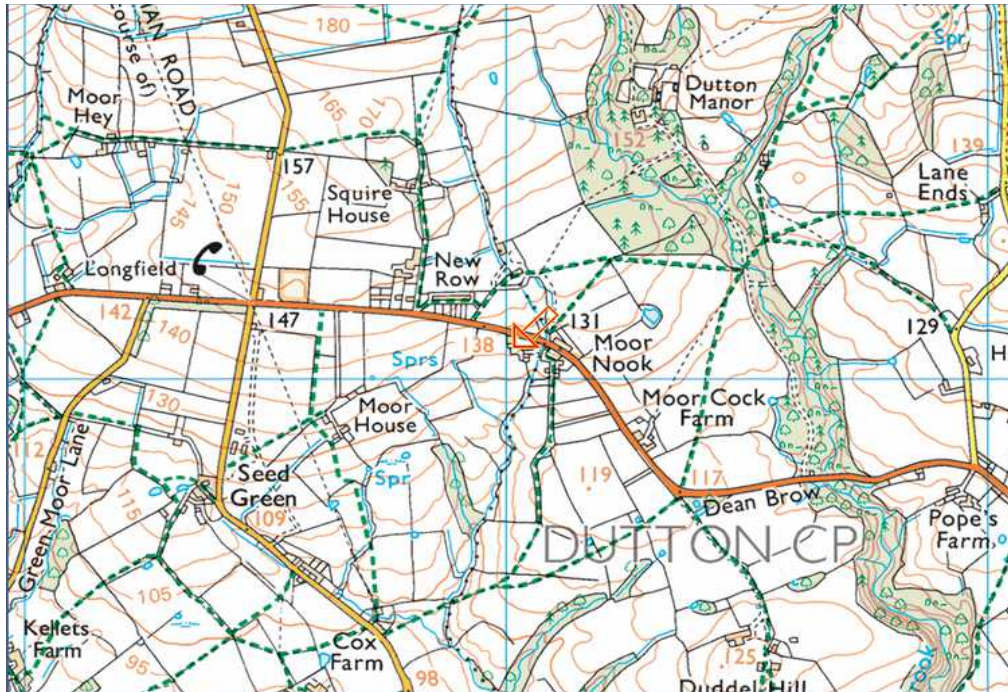 180
IAN ROAD
Course of)
Moor
Hey
165
170
Dutton
Manor
Spr
152
139
157
150
145
155
Squire
House
Lane
Ends
Longfield
New
Row
142
147
140
138
131
Moor
Nook
129
H
Sprs
130
Moor
House
Moor Cock
Farm
112
Green Moor Lane
Seed
Green
Spr
119
117
Dean Brow
115
109
DUTTON CP
Pope's
Farm
105
Kellets
Farm
95
Cox
Farm
98
125
Duddel Hill
ook